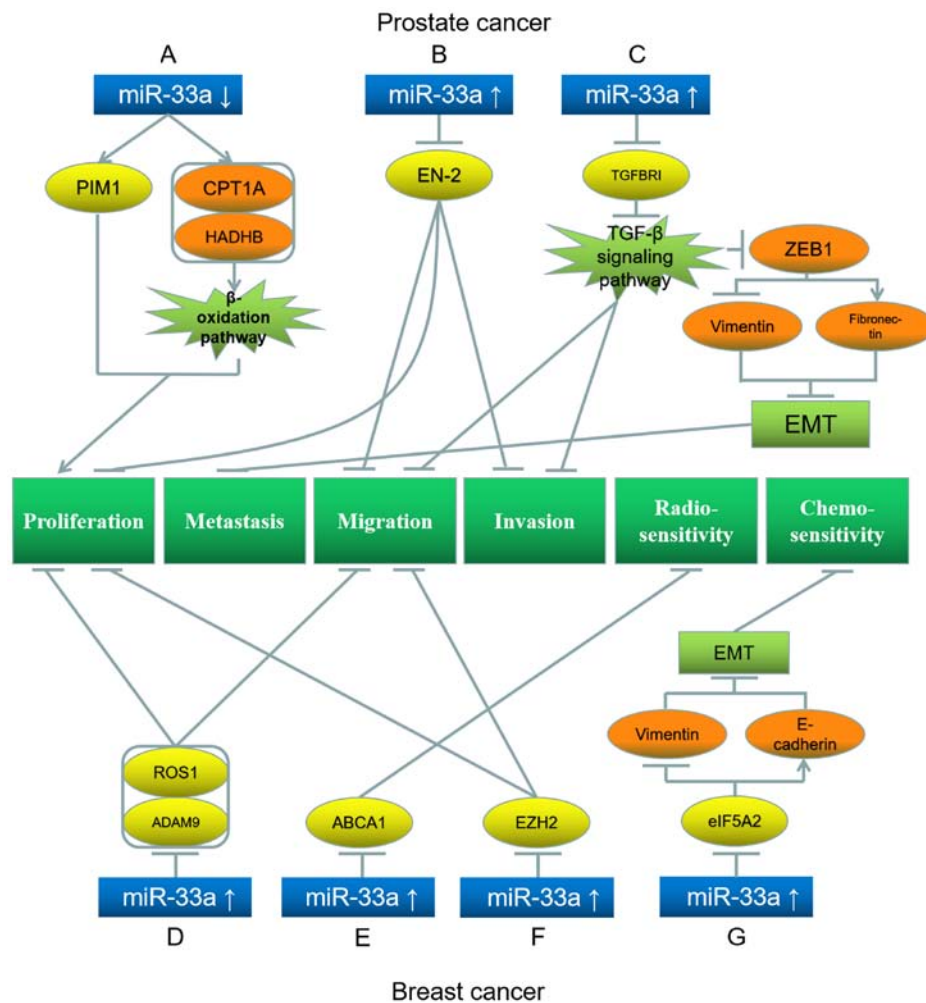 Prostate cancer
A
B
C
miR-33a ↓
miR-33a ↑
miR-33a ↑
PIM1
CPT1A
HADHB
EN-2
TGFBRI
TGF-β
signaling
pathway
ZEB1
β-
oxidation
pathway
Vimentin
Fibronec-
tin
EMT
Proliferation
Metastasis
Migration
Invasion
Radio-
sensitivity
Chemo-
sensitivity
EMT
Vimentin
E-
cadherin
ROS1
ADAM9
ABCA1
EZH2
eIF5A2
miR-33a ↑
miR-33a ↑
miR-33a ↑
miR-33a ↑
D
E
F
G
Breast cancer